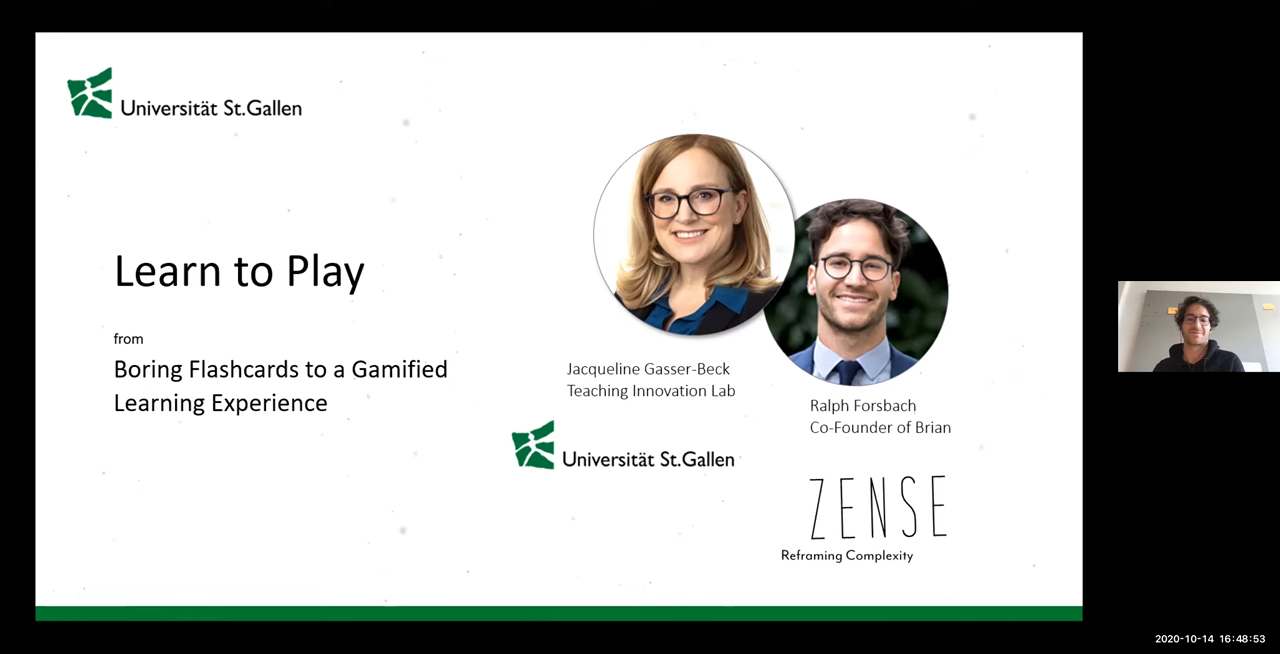 Universität St.Gallen
Learn to Play
from
Boring Flashcards to a Gamified
Learning Experience
Jacqueline Gasser-Beck
Teaching Innovation Lab
Universität St.Gallen
Ralph Forsbach
Co-Founder of Brian
ZENSE
Reframing Complexity
2020-10-14 16:48:53